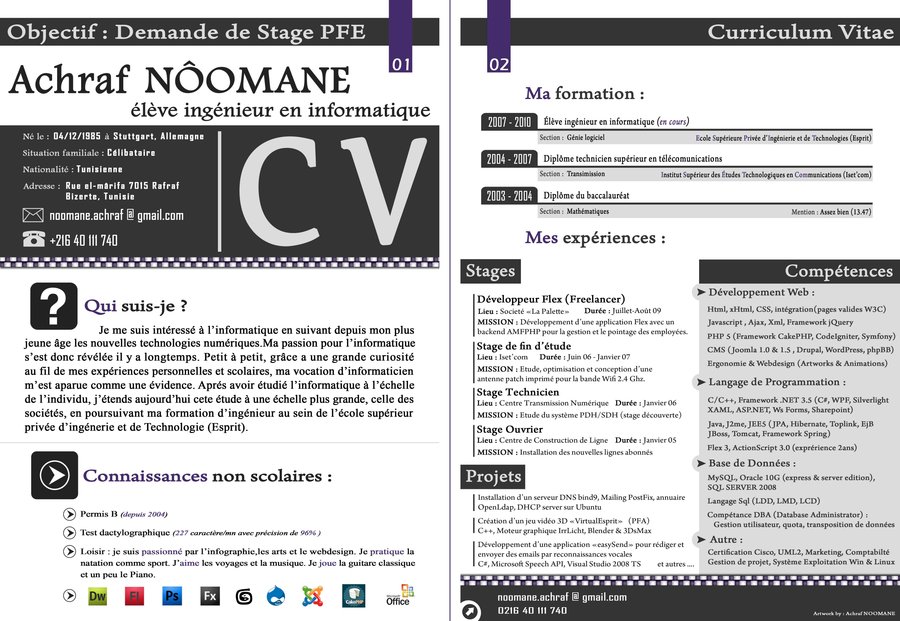 Objectif : Demande de Stage PFE
01
Achraf NÔOMANE
élève ingénieur en informatique
Né le : 04/12/1985 à Stuttgart, Allemagne
Situation familiale : Célibataire
Nationalité : Tunisienne
Adresse : Rue el-mârifa 7015 Rafraf
Bizerte, Tunisie
noomane.achraf @ gmail.com
+216 40 111 740
CV
Qui suis-je ?
Je me suis intéressé à l'informatique en suivant depuis mon plus
jeune âge les nouvelles technologies numériques.Ma passion pour l'informatique
s'est donc révélée il y a longtemps. Petit à petit, grâce a une grande curiosité
au fil de mes expériences personnelles et scolaires, ma vocation d'informaticien
m'est aparue comme une évidence. Aprés avoir étudié l'informatique à l'échelle
de l'individu, j'étends aujourd'hui cete étude à une échelle plus grande, celle des
sociétés, en poursuivant ma formation d'ingénieur au sein de l'école supérieur
privée d'ingénerie et de Technologie (Esprit).
Connaissances non scolaires :
Permis B (depuis 2004)
Test dactylographique (227 caractère/mn avec précision de 96% )
Loisir : je suis passionné par l'infographie,les arts et le webdesign. Je pratique la
natation comme sport. J'aime les voyages et la musique. Je joue la guitare classique
et un peu le Piano.
Dw Fl Ps Fx CakePHP Microsoft Office
02
Curriculum Vitae
Ma formation :
2007 - 2010 Élève ingénieur en informatique (en cours)
Section : Génie logiciel Ecole Supérieure Privée d'Ingénierie et de Technologies (Esprit)
2004 - 2007 Diplôme technicien supérieur en télécommunications
Section : Transmission Institut Supérieur des Études Technologiques en Communications (Iset'com)
2003 - 2004 Diplôme du baccalauréat
Section : Mathématiques Mention : Assez bien (13.47)
Mes expériences :
Stages
Développeur Flex (Freelancer)
Lieu : Societé «La Palette» Durée : Juillet-Août 09
MISSION : Développement d'une application Flex avec un
backend AMFPHP pour la gestion et le pointage des employées.
Stage de fin d'étude
Lieu : Iset'com Durée : Juin 06 - Janvier 07
MISSION : Etude, optimisation et conception d'une
antenne patch imprimé pour la bande Wifi 2.4 Ghz.
Stage Technicien
Lieu : Centre Transmission Numérique Durée : Janvier 06
MISSION : Etude du système PDH/SDH (stage découverte)
Stage Ouvrier
Lieu : Centre de Construction de Ligne Durée : Janvier 05
MISSION : Installation des nouvelles lignes abonnés
Projets
Installation d'un serveur DNS bind9, Mailing PostFix, annuaire
OpenLdap, DHCP server sur Ubuntu
Création d'un jeu vidéo 3D «VirtualEsprit» (PFA)
C++, Moteur graphique IrrLicht, Blender & 3DsMax
Développement d'une application «easySend» pour rédiger et
envoyer des emails par reconnaissances vocales
C#, Microsoft Speech API, Visual Studio 2008 TS et autres ....
Compétences
Développement Web :
Html, xHtml, CSS, intégration(pages valides W3C)
Javascript , Ajax, Xml, Framework jQuery
PHP 5 (Framework CakePHP, CodeIgniter, Symfony)
CMS (Joomla 1.0 & 1.5 , Drupal, WordPress, phpBB)
Ergonomie & Webdesign (Artworks & Animations)
Langage de Programmation :
C/C++, Framework .NET 3.5 (C#, WPF, Silverlight
XAML, ASP.NET, Ws Forms, Sharepoint)
Java, J2me, JEE5 ( JPA, Hibernate, Toplink, EjB
JBoss, Tomcat, Framework Spring)
Flex 3, ActionScript 3.0 (exprérience 2ans)
Base de Données :
MySQL, Oracle 10G (express & server edition),
SQL SERVER 2008
Langage Sql (LDD, LMD, LCD)
Compétance DBA (Database Administrator) :
Gestion utilisateur, quota, transposition de données
Autre :
Certification Cisco, UML2, Marketing, Comptabilté
Gestion de projet, Système Exploitation Win & Linux
noomane.achraf @ gmail.com
0216 40 111 740
Artwork by : Achraf NOOMANE